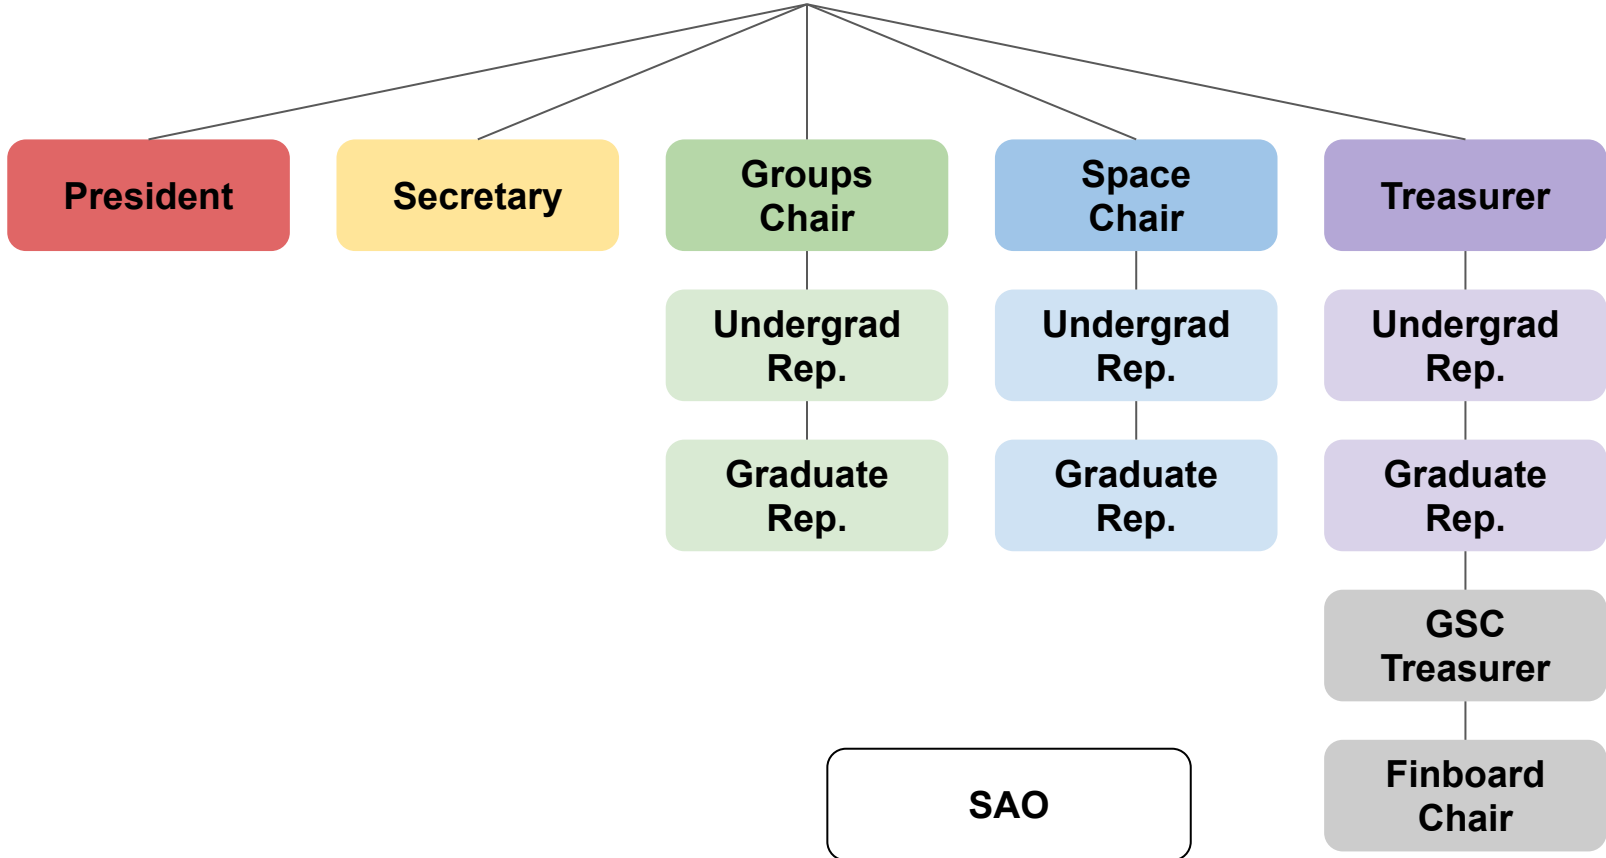 President
Secretary
Groups
Chair
Space
Chair
Treasurer
Undergrad
Rep.
Undergrad
Rep.
Undergrad
Rep.
Graduate
Rep.
Graduate
Rep.
Graduate
Rep.
GSC
Treasurer
SAO
Finboard
Chair